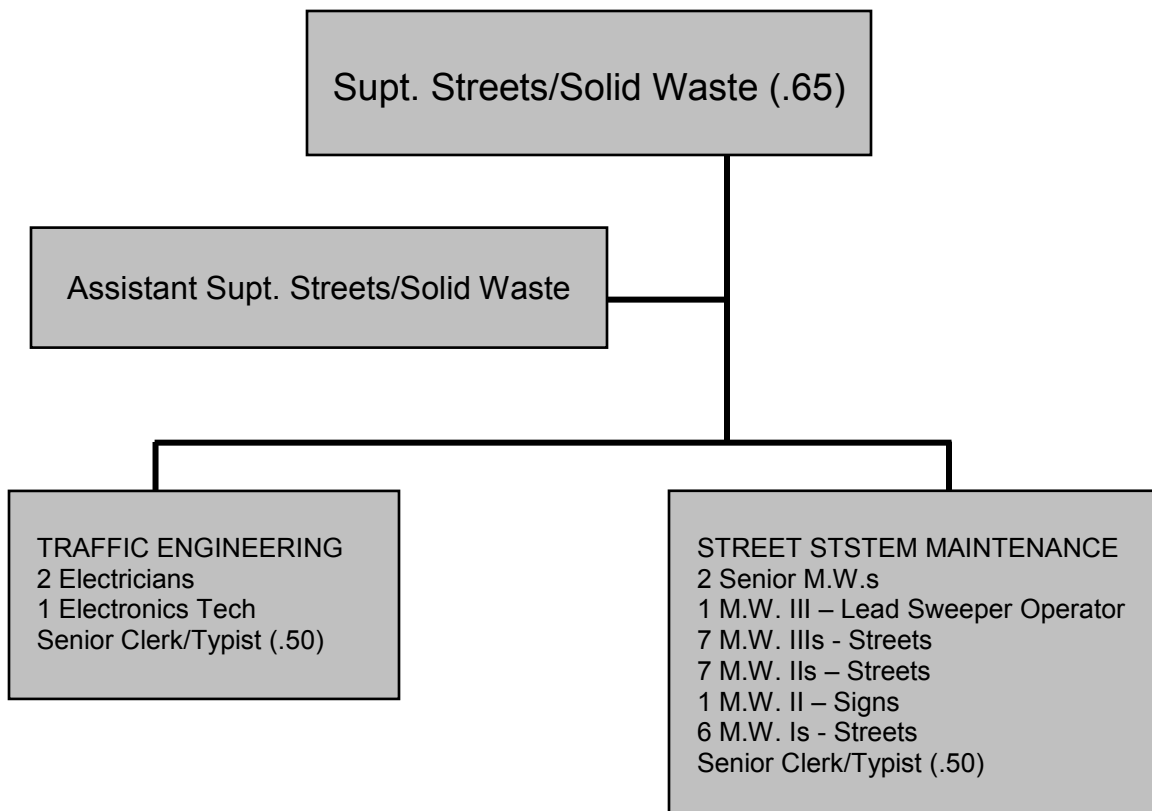 Supt. Streets/Solid Waste (.65)
Assistant Supt. Streets/Solid Waste
TRAFFIC ENGINEERING
2 Electricians
1 Electronics Tech
Senior Clerk/Typist (.50)
STREET STSTEM MAINTENANCE
2 Senior M.W.s
1 M.W. III – Lead Sweeper Operator
7 M.W. IIIs - Streets
7 M.W. IIs – Streets
1 M.W. II – Signs
6 M.W. Is - Streets
Senior Clerk/Typist (.50)